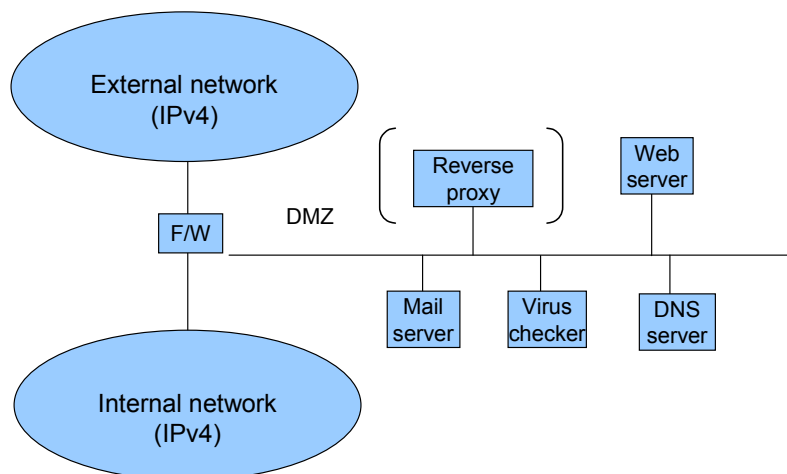 External network
(IPv4)
Reverse
proxy
Web
server
DMZ
F/W
Mail
server
Virus
checker
DNS
server
Internal network
(IPv4)